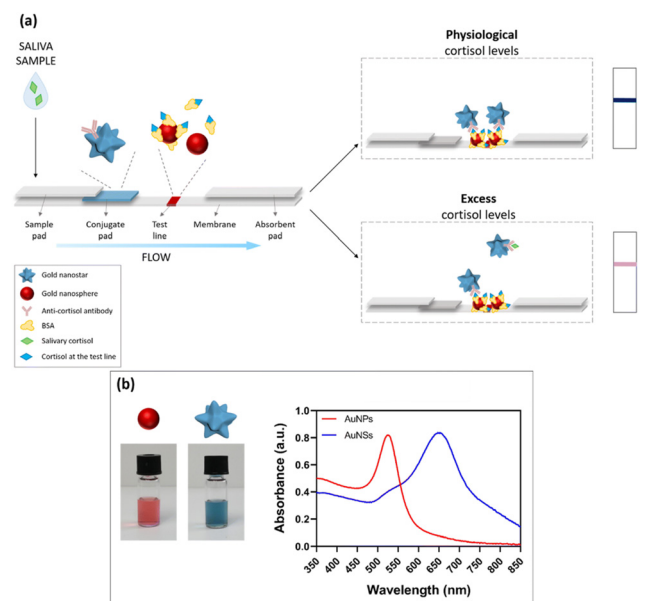 (a)
SALIVA
SAMPLE
Physiological
cortisol levels
Sample
pad
Conjugate
pad
Test
line
Membrane
Absorbent
pad
FLOW
Excess
cortisol levels
Gold nanostar
Gold nanosphere
Anti-cortisol antibody
BSA
Salivary cortisol
Cortisol at the test line
(b)
AuNPs
AuNSs
Absorbance (a.u.)
1.0
0.8
0.6
0.4
0.2
0.0
350 400 450 500 550 600 650 700 750 800 850
Wavelength (nm)